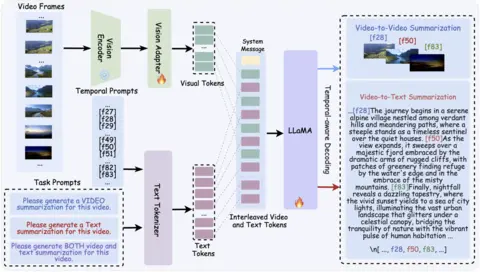 Video Frames
Vision
Encoder
Vision
Adapter
Visual Tokens
Temporal Prompts
...
[f27]
[f28]
[f29]
...
[f49]
[f50]
[f51]
...
[f82]
[f83]
...
Task Prompts
Please generate a VIDEO
summarization for this video.
Please generate a Text
summarization for this video.
Please generate BOTH video and
text summarization for this video.
Text Tokenizer
Text
Tokens
System
Message
Interleaved Video
and Text Tokens
LLaMA
Temporal-aware Decoding
Video-to-Video Summarization
[f28]
[f50]
[f83]
Video-to-Text Summarization
...[f28]The journey begins in a serene
alpine village nestled among verdant
hills and meandering paths, where a
steeple stands as a timeless sentinel
over the quiet houses. [f50]As the
view expands, it sweeps over a
majestic fjord embraced by the
dramatic arms of rugged cliffs, with
patches of greenery finding refuge
by the water's edge and in the
embrace of the misty
mountains. [f83]Finally, nightfall
reveals a dazzling tapestry, where
the vivid sunset yields to a sea of city
lights, illuminating the vast urban
landscape that glitters under a
celestial canopy, bridging the
tranquility of nature with the vibrant
pulse of human habitation ...
...
\n[ ..., f28, f50, f83, ...]